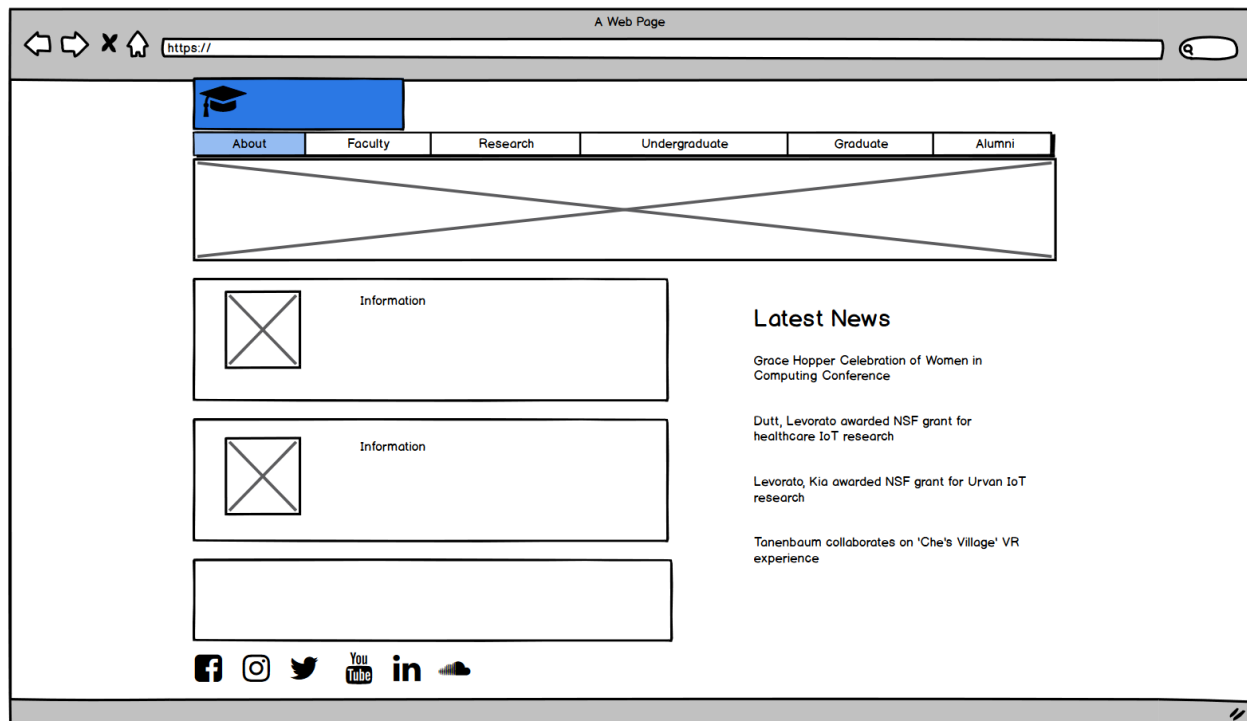 A Web Page
https://
About
Faculty
Research
Undergraduate
Graduate
Alumni
Information
Information
Latest News
Grace Hopper Celebration of Women in
Computing Conference
Dutt, Levorato awarded NSF grant for
healthcare IoT research
Levorato, Kia awarded NSF grant for Urvan IoT
research
Tanenbaum collaborates on 'Che's Village' VR
experience
You
Tube
in